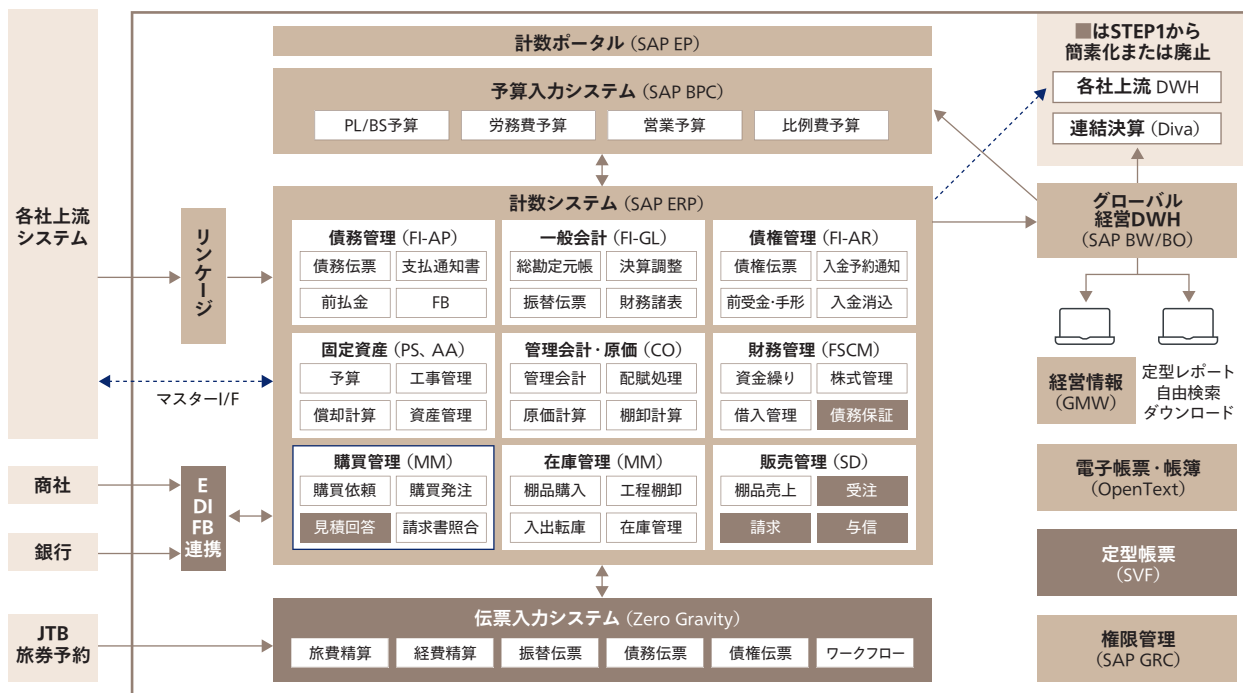 計数ポータル (SAP EP)
■はSTEP1から
簡素化または廃止
各社上流 DWH
連結決算 (Diva)
予算入力システム (SAP BPC)
PL/BS予算
労務費予算
営業予算
比例費予算
各社上流
システム
リンケージ
計数システム (SAP ERP)
債務管理 (FI-AP)
債務伝票
支払通知書
前払金
FB
一般会計 (FI-GL)
総勘定元帳
決算調整
振替伝票
財務諸表
債権管理 (FI-AR)
債権伝票
入金予約通知
前受金・手形
入金消込
固定資産 (PS、AA)
予算
工事管理
償却計算
資産管理
管理会計・原価 (CO)
管理会計
配賦処理
原価計算
棚卸計算
財務管理 (FSCM)
資金繰り
株式管理
借入管理
債務保証
購買管理 (MM)
購買依頼
購買発注
見積回答
請求書照合
在庫管理 (MM)
棚品購入
工程棚卸
入出転庫
在庫管理
販売管理 (SD)
棚品売上
受注
請求
与信
マスターI/F
商社
銀行
E
DI
FB
連携
JTB
旅券予約
伝票入力システム (Zero Gravity)
旅費精算
経費精算
振替伝票
債務伝票
債権伝票
ワークフロー
グローバル
経営DWH
(SAP BW/BO)
経営情報
(GMW)
定型レポート
自由検索
ダウンロード
電子帳票・帳簿
(OpenText)
定型帳票
(SVF)
権限管理
(SAP GRC)